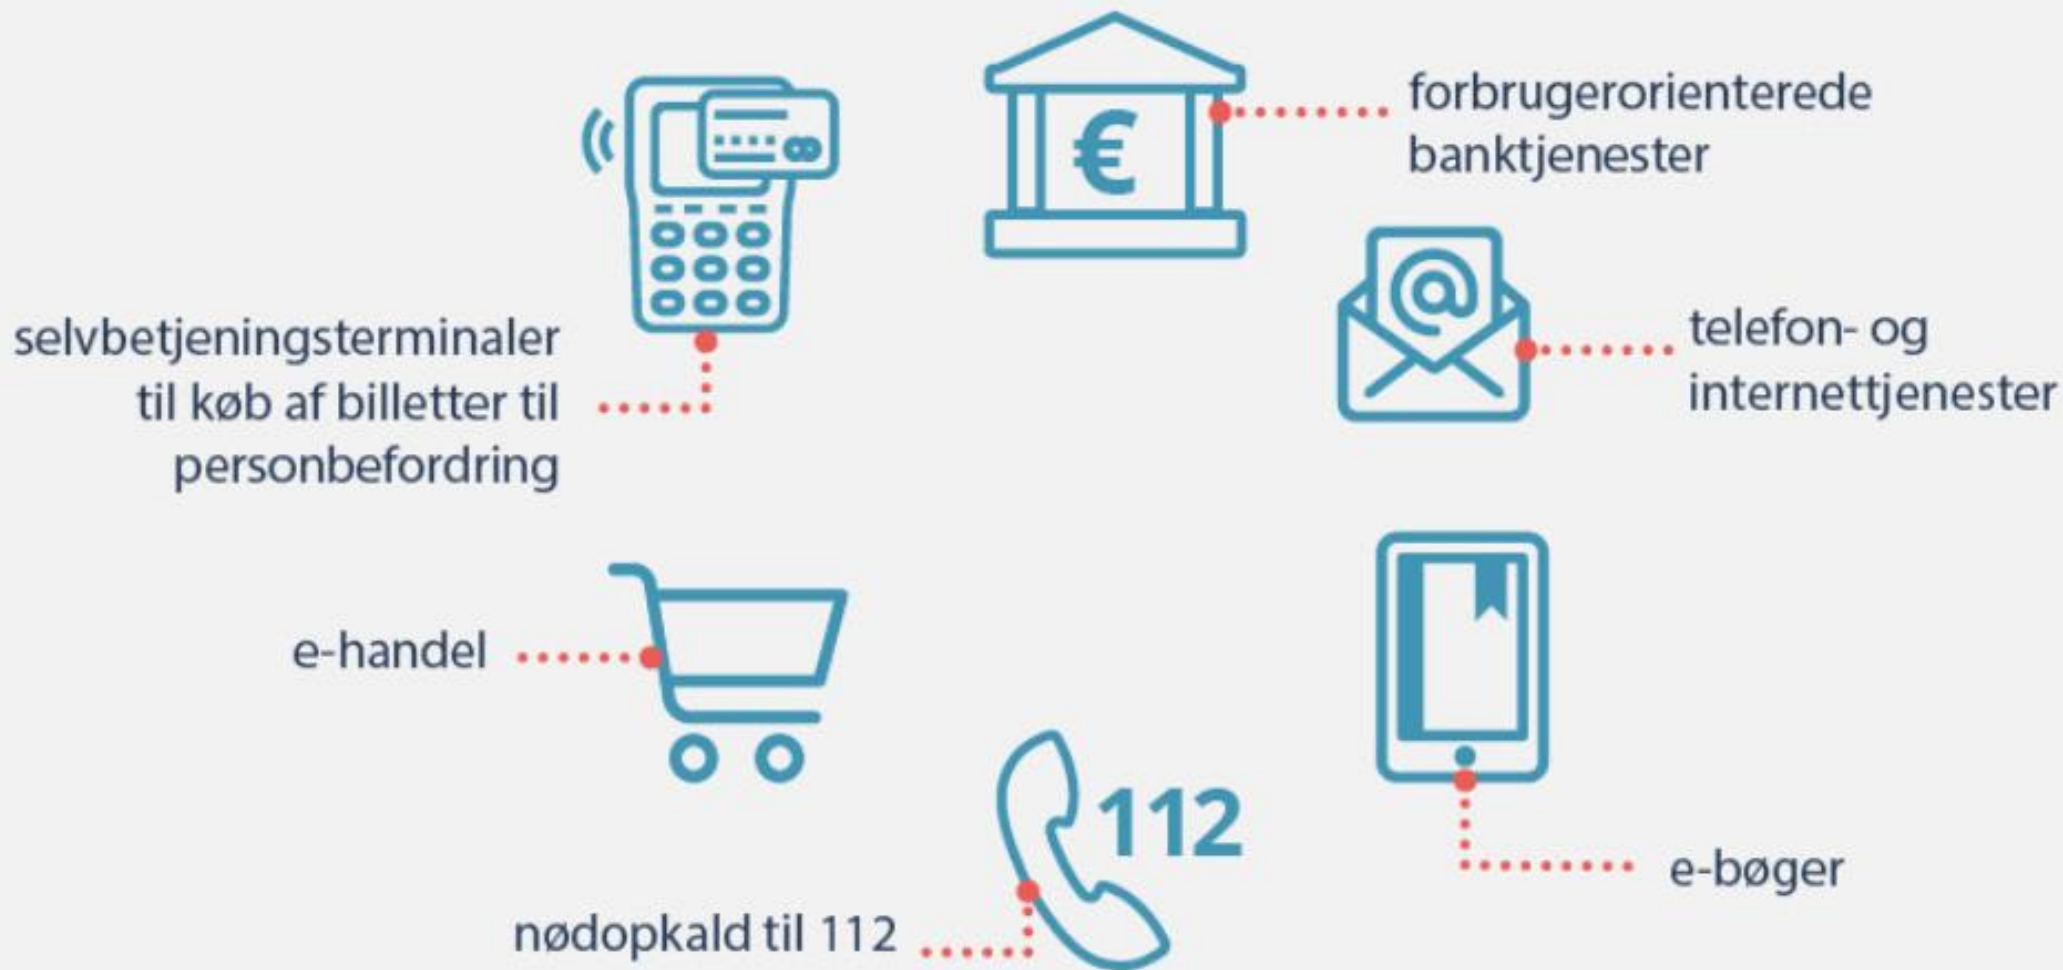 forbrugerorienterede
banktjenester
€
selvbetjeningsterminaler
til køb af billetter til
personbefordring
@
telefon- og
internettjenester
e-handel
112
e-bøger
nødopkald til 112